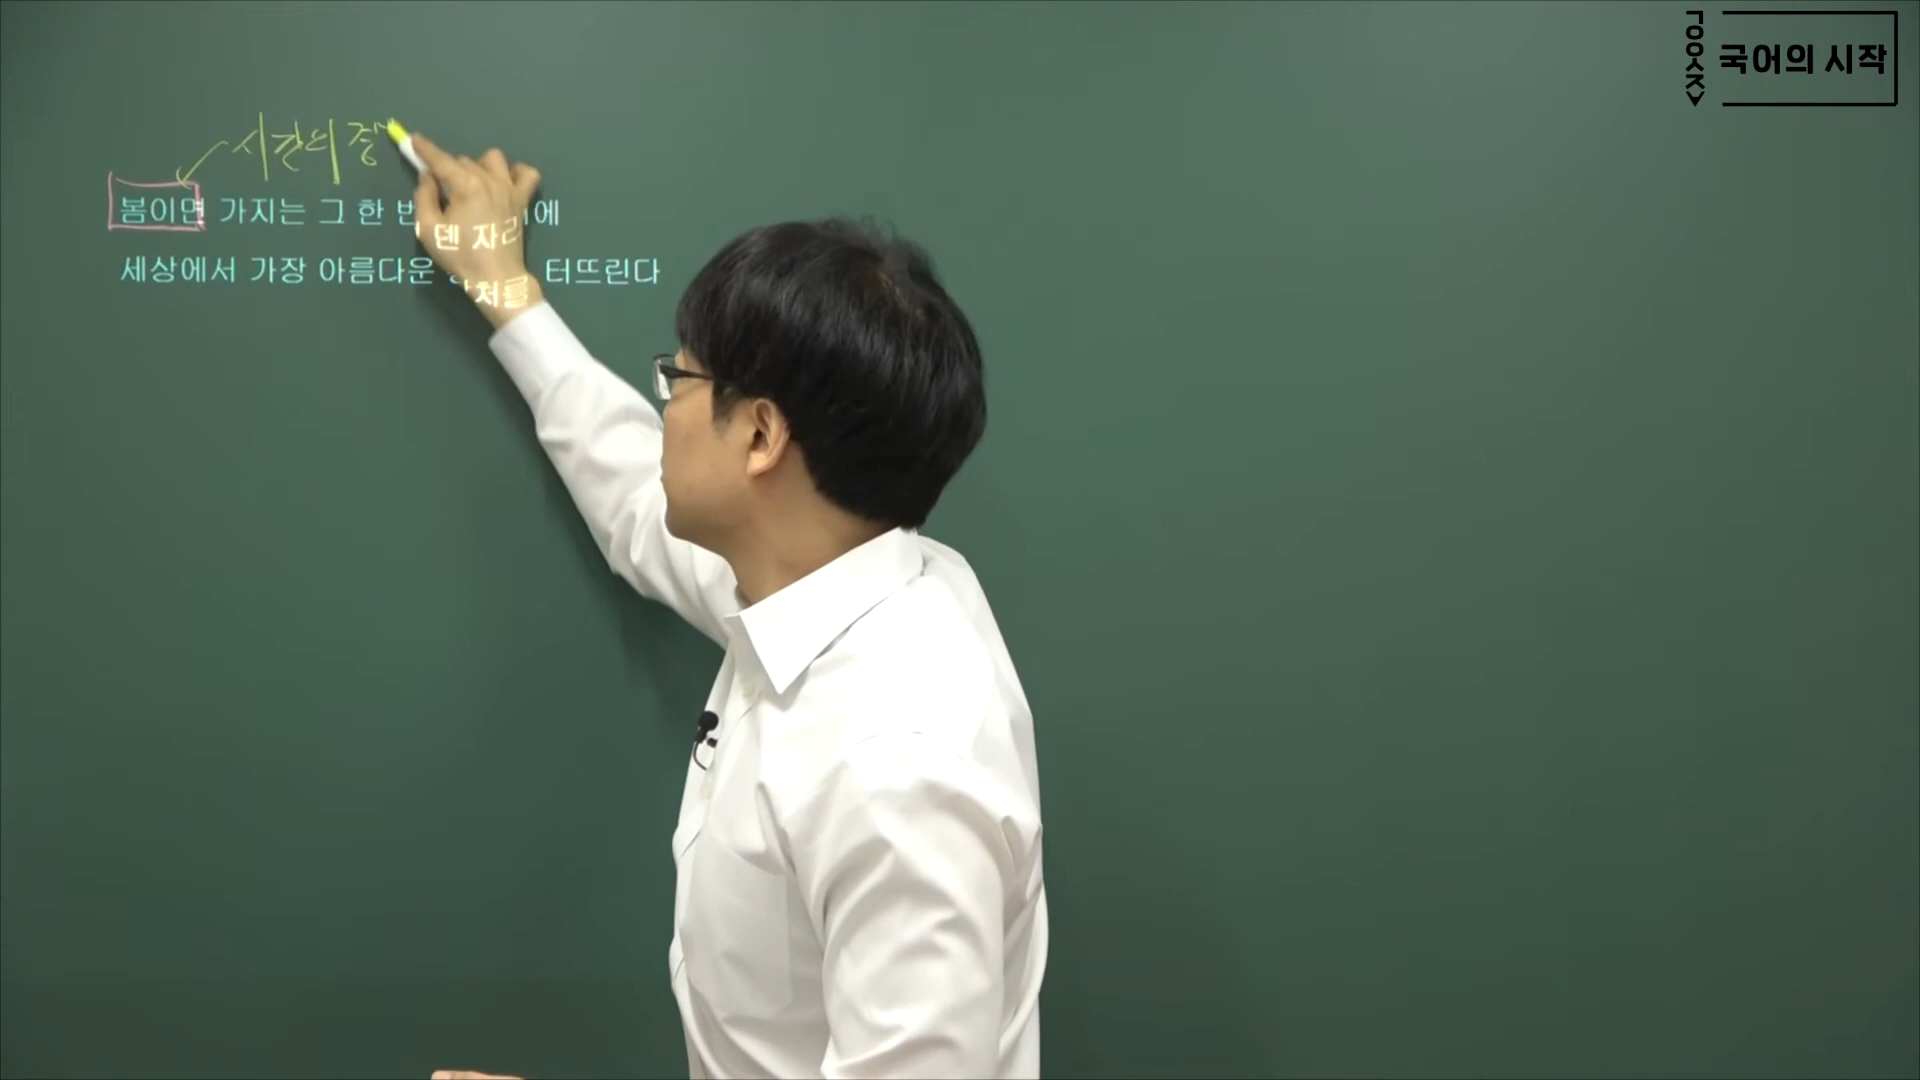 국어의 시작
시간의
봄이면 가지는 그 한 번 덴 자리에
세상에서 가장 아름다운 상처를 터뜨린다